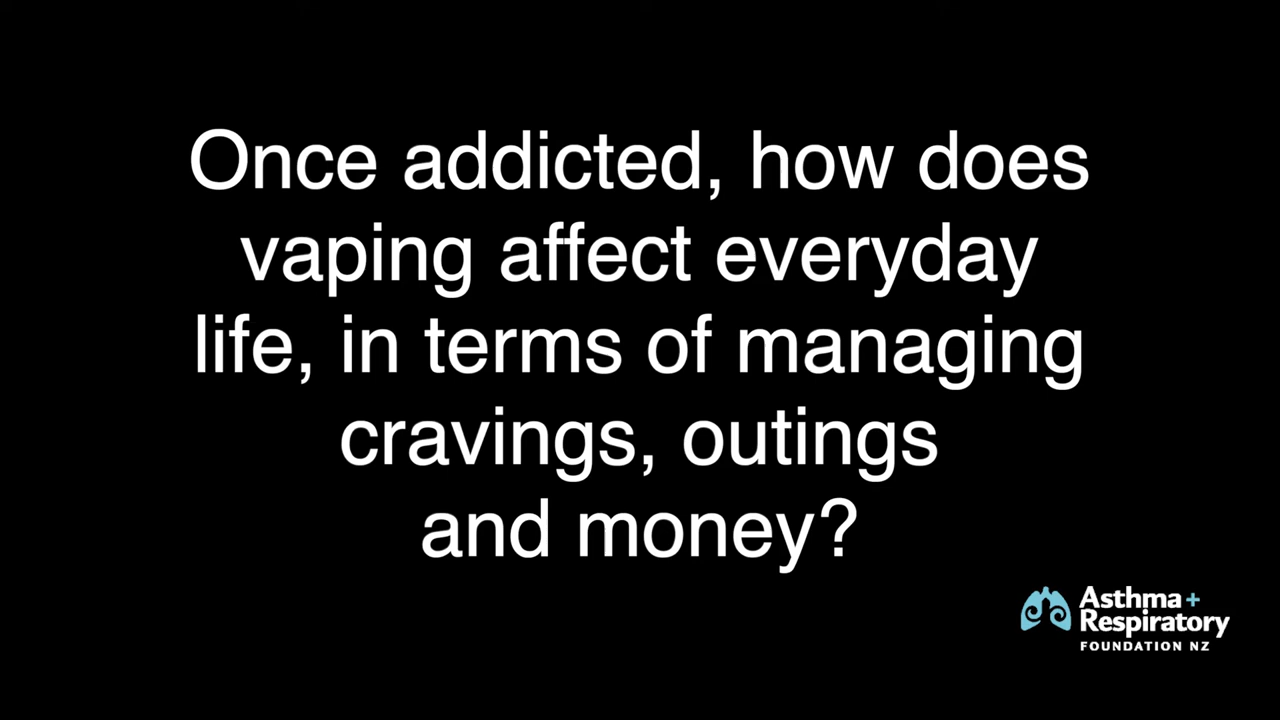 Once addicted, how does
vaping affect everyday
life, in terms of managing
cravings, outings
and money?
Asthma+
Respiratory
FOUNDATION NZ